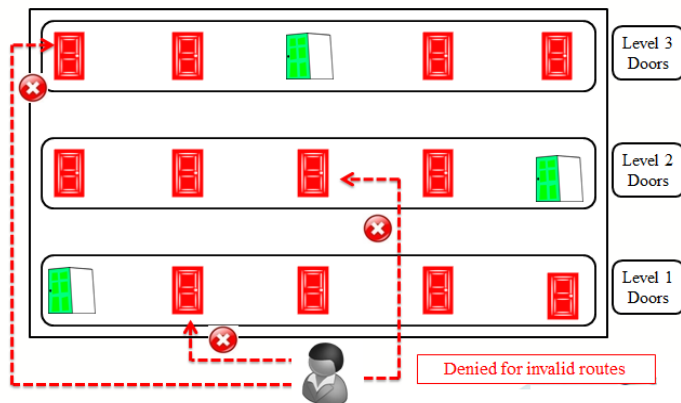 Level 3
Doors
Level 2
Doors
Level 1
Doors
Denied for invalid routes